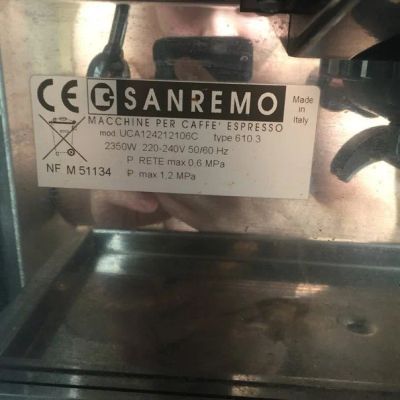 CE SANREMO
Made in Italy
MACCHINE PER CAFFE' ESPRESSO
mod. UCA124212106C type 610.3
2350W 220-240V 50/60 Hz
P. RETE max 0,6 MPa
NF M 51134 P. max 1,2 MPa